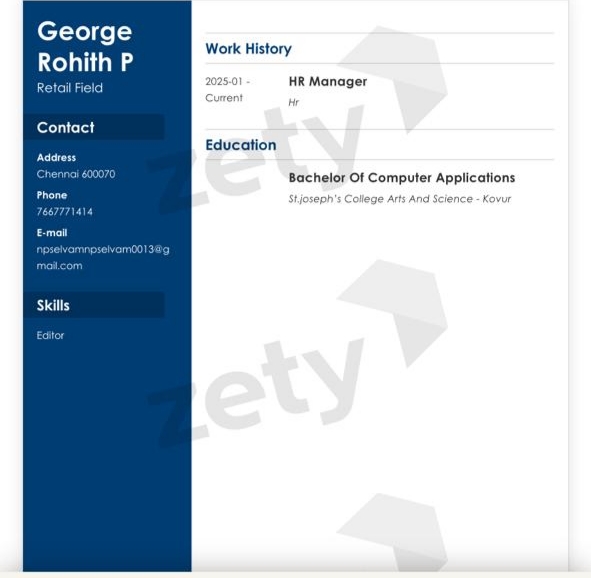 George
Rohith P
Retail Field
Contact
Address
Chennai 600070
Phone
7667771414
E-mail
npselvamnpselvam0013@g
mail.com
Skills
Editor
Work History
2025-01 -
Current
HR Manager
Hr
Education
Bachelor Of Computer Applications
St.joseph's College Arts And Science - Kovur
zety
zety